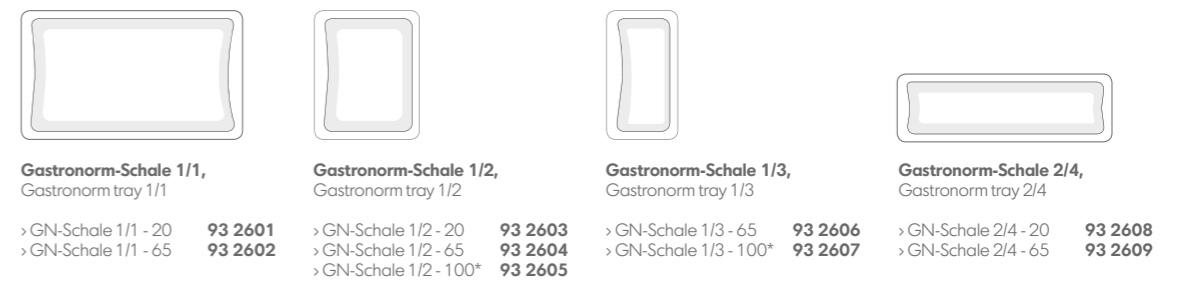 Gastronorm-Schale 1/1,
Gastronorm tray 1/1
› GN-Schale 1/1 - 20 93 2601
› GN-Schale 1/1 - 65 93 2602
Gastronorm-Schale 1/2,
Gastronorm tray 1/2
› GN-Schale 1/2 - 20 93 2603
› GN-Schale 1/2 - 65 93 2604
› GN-Schale 1/2 - 100* 93 2605
Gastronorm-Schale 1/3,
Gastronorm tray 1/3
› GN-Schale 1/3 - 65 93 2606
› GN-Schale 1/3 - 100* 93 2607
Gastronorm-Schale 2/4,
Gastronorm tray 2/4
› GN-Schale 2/4 - 20 93 2608
› GN-Schale 2/4 - 65 93 2609